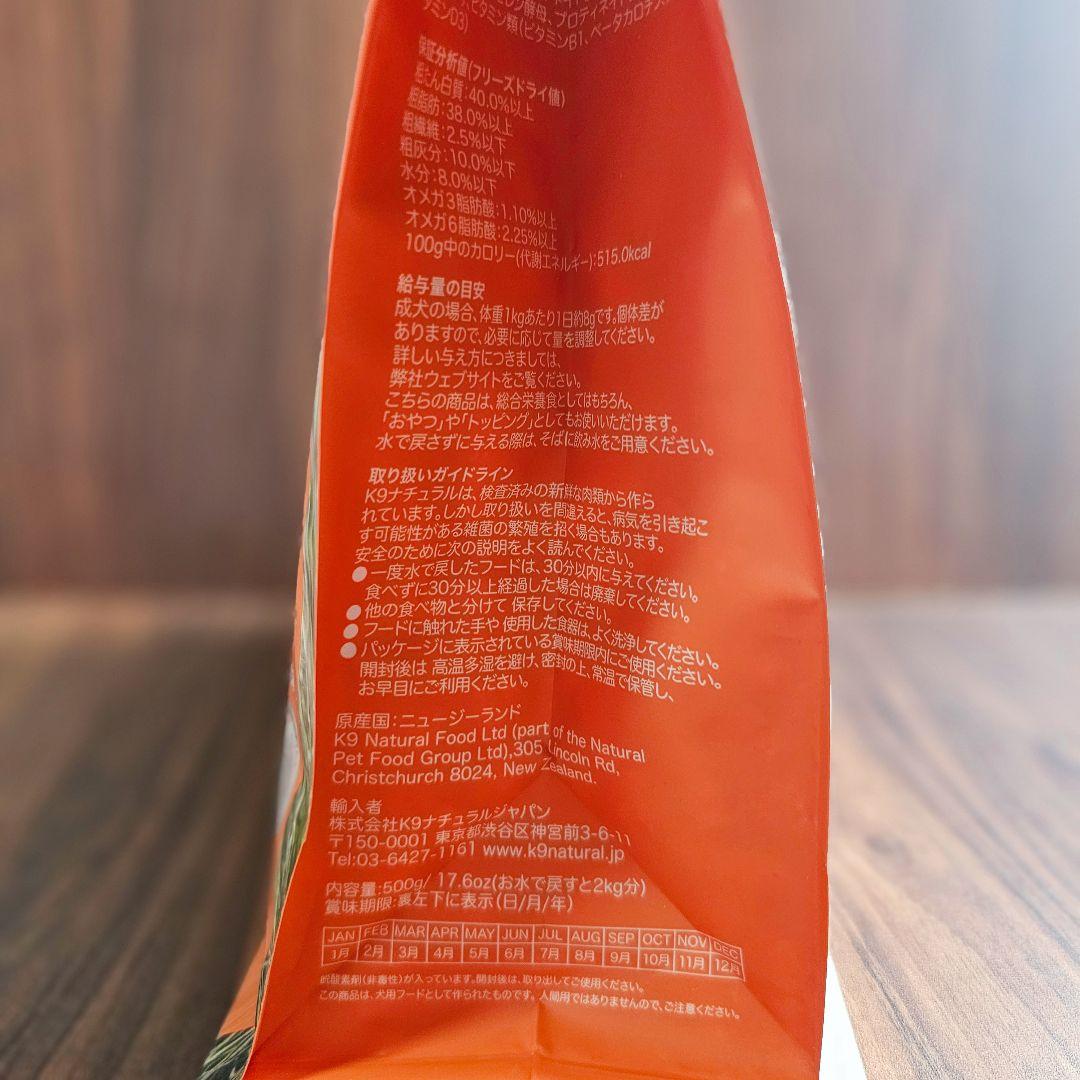 酵母、プロティネイ
ビタミン類(ビタミンB1、ベータカロチン
ミンD3)
保証分析値(フリーズドライ値)
粗たん白質:40.0%以上
粗脂肪:38.0%以上
粗繊維:2.5%以下
粗灰分:10.0%以下
水分:8.0%以下
オメガ3脂肪酸:1.10%以上
オメガ6脂肪酸:2.25%以上
100g中のカロリー(代謝エネルギー):515.0kcal
給与量の目安
成犬の場合、体重1kgあたり1日約8gです。個体差が
ありますので、必要に応じて量を調整してください。
詳しい与え方につきましては、
弊社ウェブサイトをご覧ください。
こちらの商品は、総合栄養食としてはもちろん、
「おやつ」や「トッピング」としてもお使いいただけます。
水で戻さずに与える際は、そばに飲み水をご用意ください。
取り扱いガイドライン
K9ナチュラルは、検査済みの新鮮な肉類から作ら
れています。しかし取り扱いを間違えると、病気を引き起こ
す可能性がある雑菌の繁殖を招く場合もあります。
安全のために次の説明をよく読んでください。
●一度水で戻したフードは、30分以内に与えてください。
食べずに30分以上経過した場合は廃棄してください。
●他の食べ物と分けて 保存してください。
●フードに触れた手や 使用した食器は、よく洗浄してください。
●パッケージに表示されている賞味期限内にご使用ください。
開封後は 高温多湿を避け、密封の上、常温で保管し、
お早目にご利用ください。
原産国:ニュージーランド
K9 Natural Food Ltd (part of the Natural
Pet Food Group Ltd),305 Lincoln Rd,
Christchurch 8024, New Zealand.
輸入者
株式会社K9ナチュラルジャパン
〒150-0001 東京都渋谷区神宮前3-6-11
Tel:03-6427-1161 www.k9natural.jp
内容量:500g/ 17.6oz(お水で戻すと2kg分)
賞味期限:裏左下に表示(日/月/年)
JAN FEB MAR APR MAY JUN JUL AUG SEP OCT NOV DEC
1月 2月 3月 4月 5月 6月 7月 8月 9月 10月 11月 12月
脱酸素剤(非毒性)が入っています。開封後は、取り出してご使用ください。
この商品は、犬用フードとして作られたものです。人間用ではありませんので、ご注意ください。